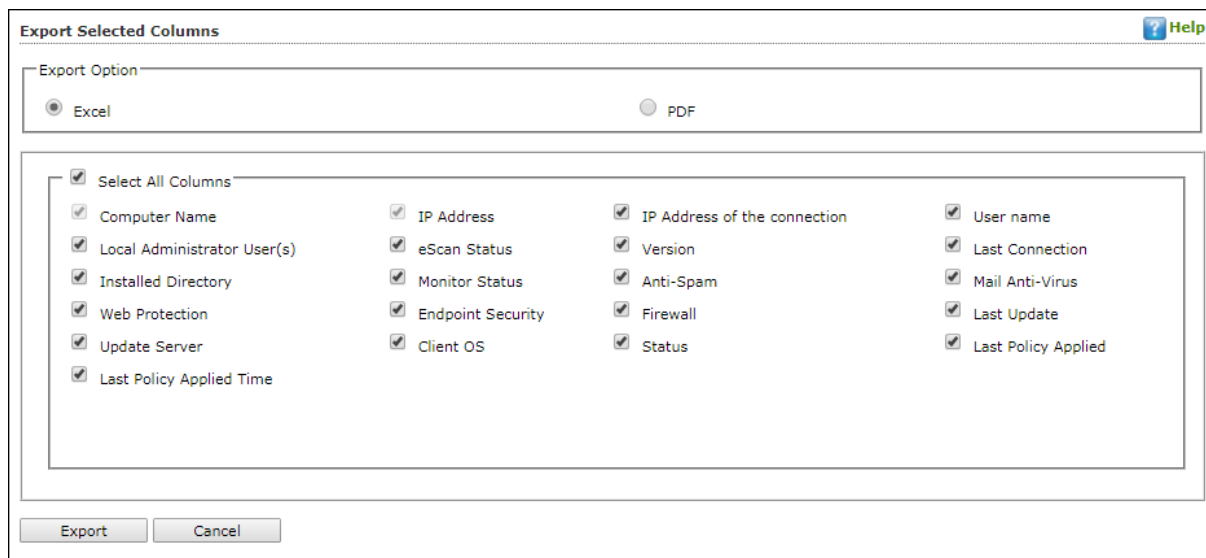 Export Selected Columns
Help
Export Option
Excel PDF
Select All Columns
Computer Name IP Address IP Address of the connection User name
Local Administrator User(s) eScan Status Version Last Connection
Installed Directory Monitor Status Anti-Spam Mail Anti-Virus
Web Protection Endpoint Security Firewall Last Update
Update Server Client OS Status Last Policy Applied
Last Policy Applied Time
Export Cancel